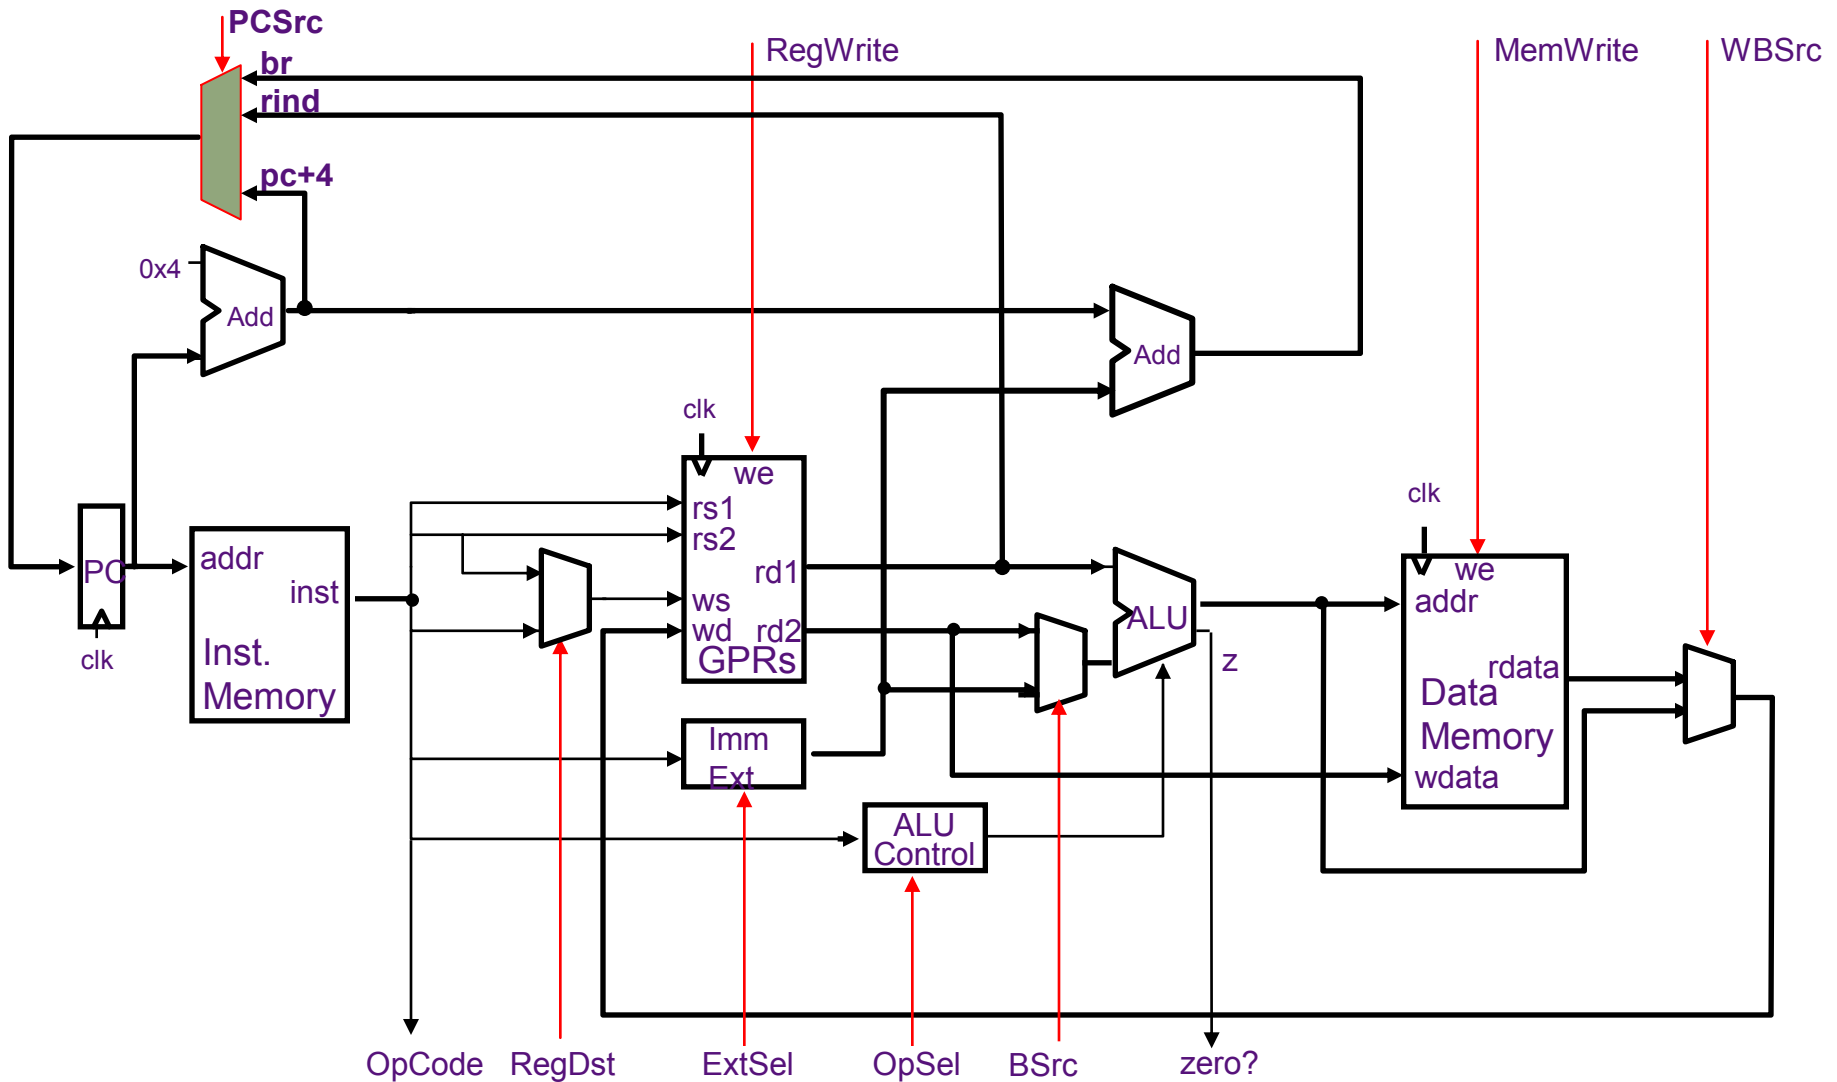 PCSrc
br
rind
pc+4
RegWrite
MemWrite
WBSrc
0x4
Add
Add
clk
we
rs1
rs2
rd1
ws
wd
rd2
GPRs
PC
clk
addr
inst
Inst.
Memory
ALU
z
clk
we
addr
rdata
Data
Memory
wdata
Imm
Ext
ALU
Control
OpCode
RegDst
ExtSel
OpSel
BSrc
zero?